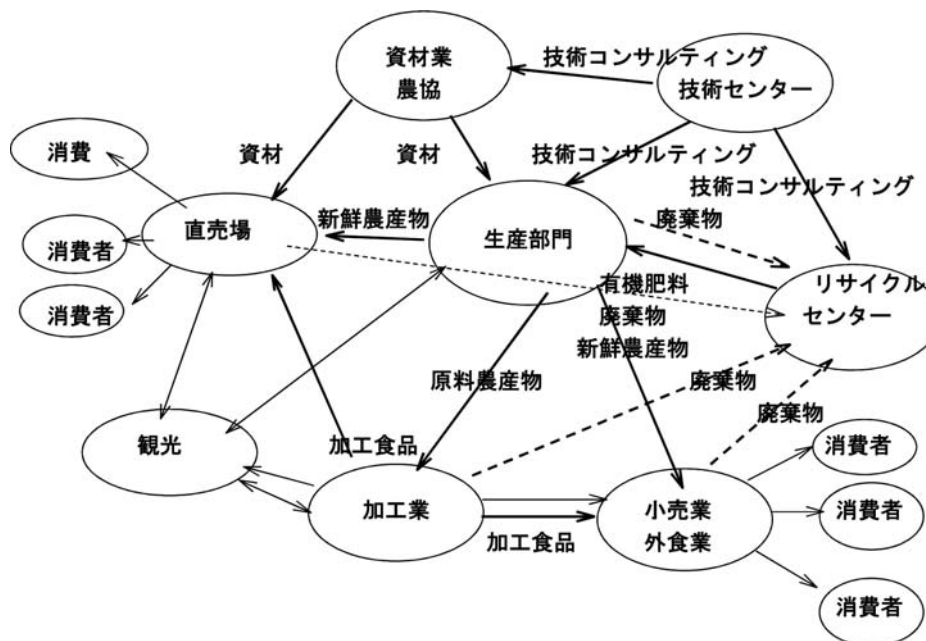 資材業
農協
技術コンサルティング
技術センター
消費
資材
資材
技術コンサルティング
技術コンサルティング
直売場
新鮮農産物
生産部門
廃棄物
消費者
消費者
有機肥料
廃棄物
新鮮農産物
リサイクル
センター
原料農産物
廃棄物
廃棄物
観光
加工食品
消費者
加工業
小売業
外食業
消費者
加工食品
消費者